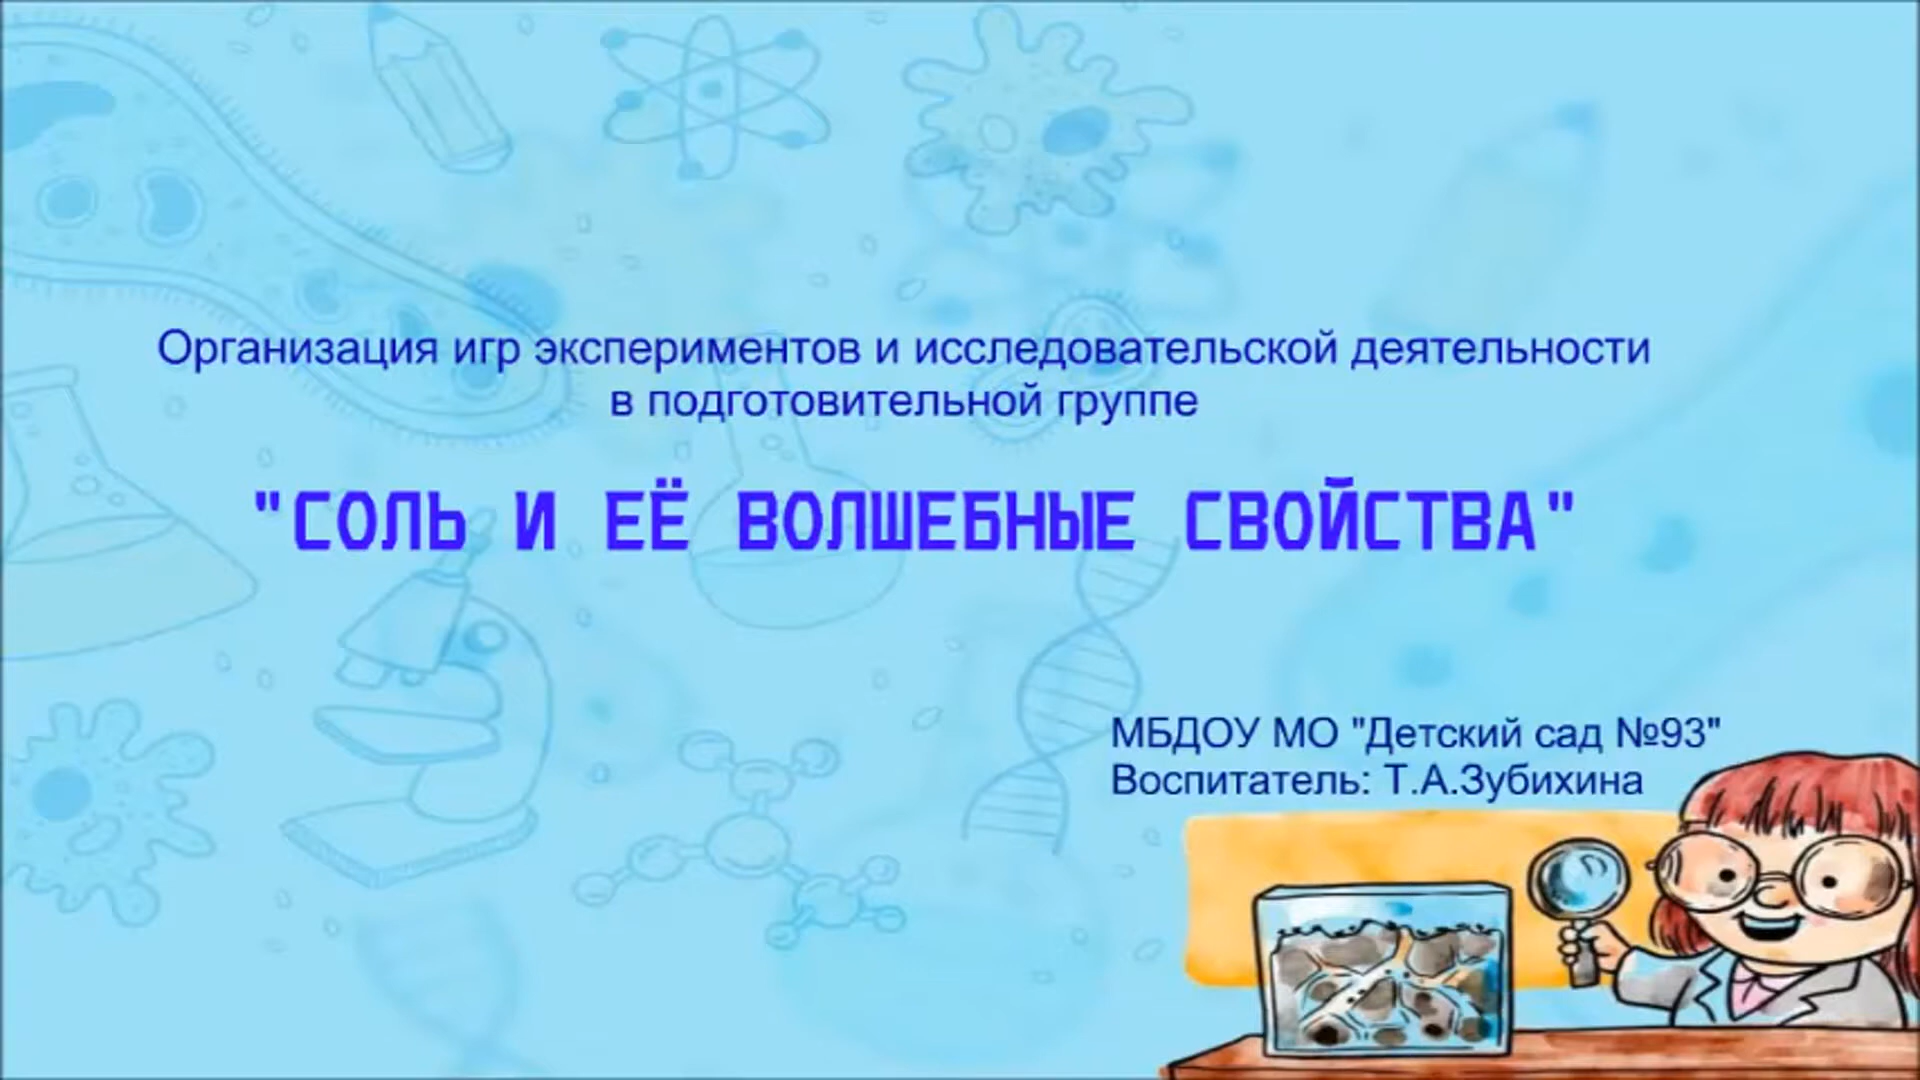 Организация игр экспериментов и исследовательской деятельности
в подготовительной группе
"СОЛЬ И ЕЁ ВОЛШЕБНЫЕ СВОЙСТВА"
МБДОУ МО "Детский сад №93"
Воспитатель: Т.А.Зубихина